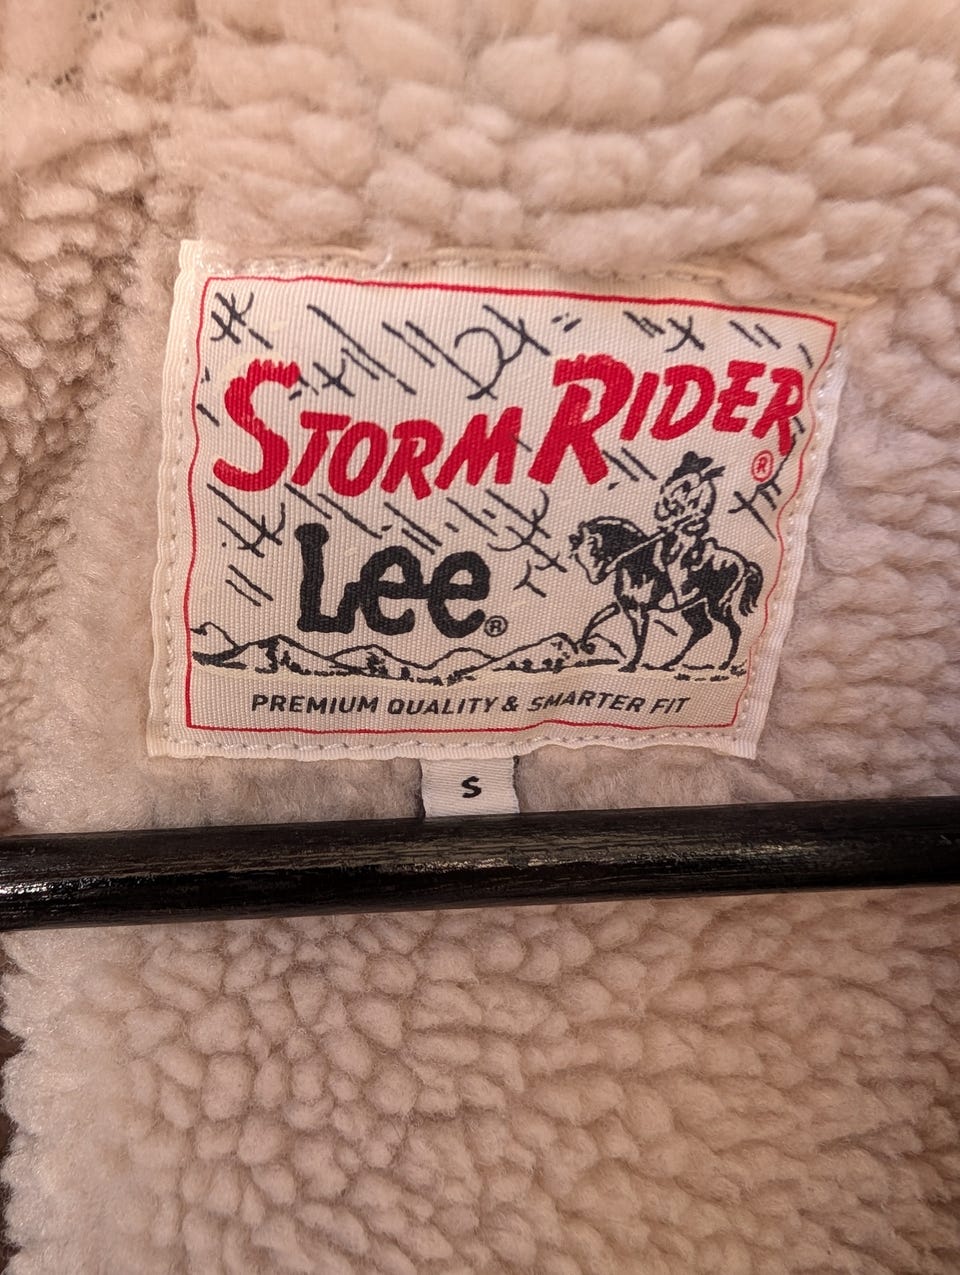 STORM RIDER®
Lee®
PREMIUM QUALITY & SMARTER FIT
S